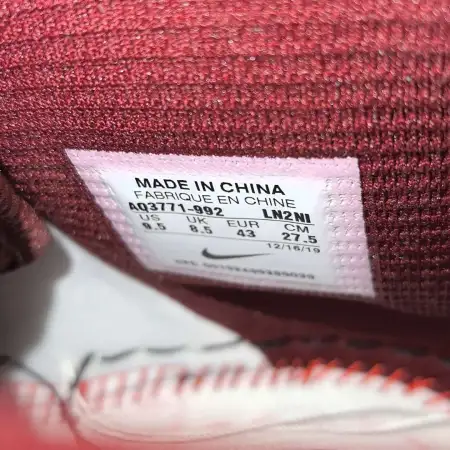 MADE IN CHINA
FABRIQUE EN CHINE
AQ3771-992 LN2NI
US UK EUR CM
9.5 8.5 43 27.5
12/16/19